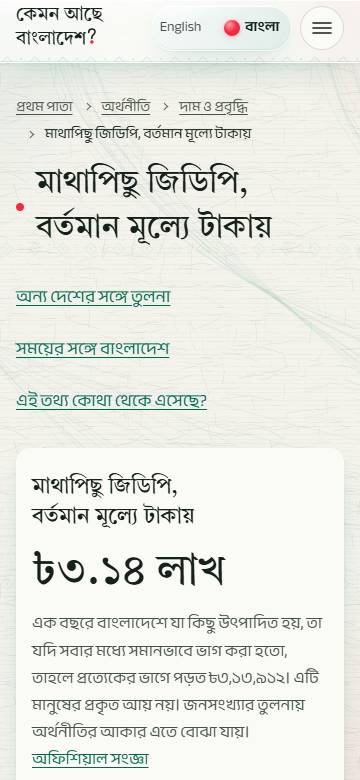 কেমন আছে
বাংলাদেশ?
English
বাংলা
প্রথম পাতা > অর্থনীতি > দাম ও প্রবৃদ্ধি
> মাথাপিছু জিডিপি, বর্তমান মূল্যে টাকায়
মাথাপিছু জিডিপি,
বর্তমান মূল্যে টাকায়
অন্য দেশের সঙ্গে তুলনা
সময়ের সঙ্গে বাংলাদেশ
এই তথ্য কোথা থেকে এসেছে?
মাথাপিছু জিডিপি,
বর্তমান মূল্যে টাকায়
৳৩.১৪ লাখ
এক বছরে বাংলাদেশে যা কিছু উৎপাদিত হয়, তা
যদি সবার মধ্যে সমানভাবে ভাগ করা হতো,
তাহলে প্রত্যেকের ভাগে পড়ত ৳৩,১৩,৯১২। এটি
মানুষের প্রকৃত আয় নয়। জনসংখ্যার তুলনায়
অর্থনীতির আকার এতে বোঝা যায়।
অফিশিয়াল সংজ্ঞা